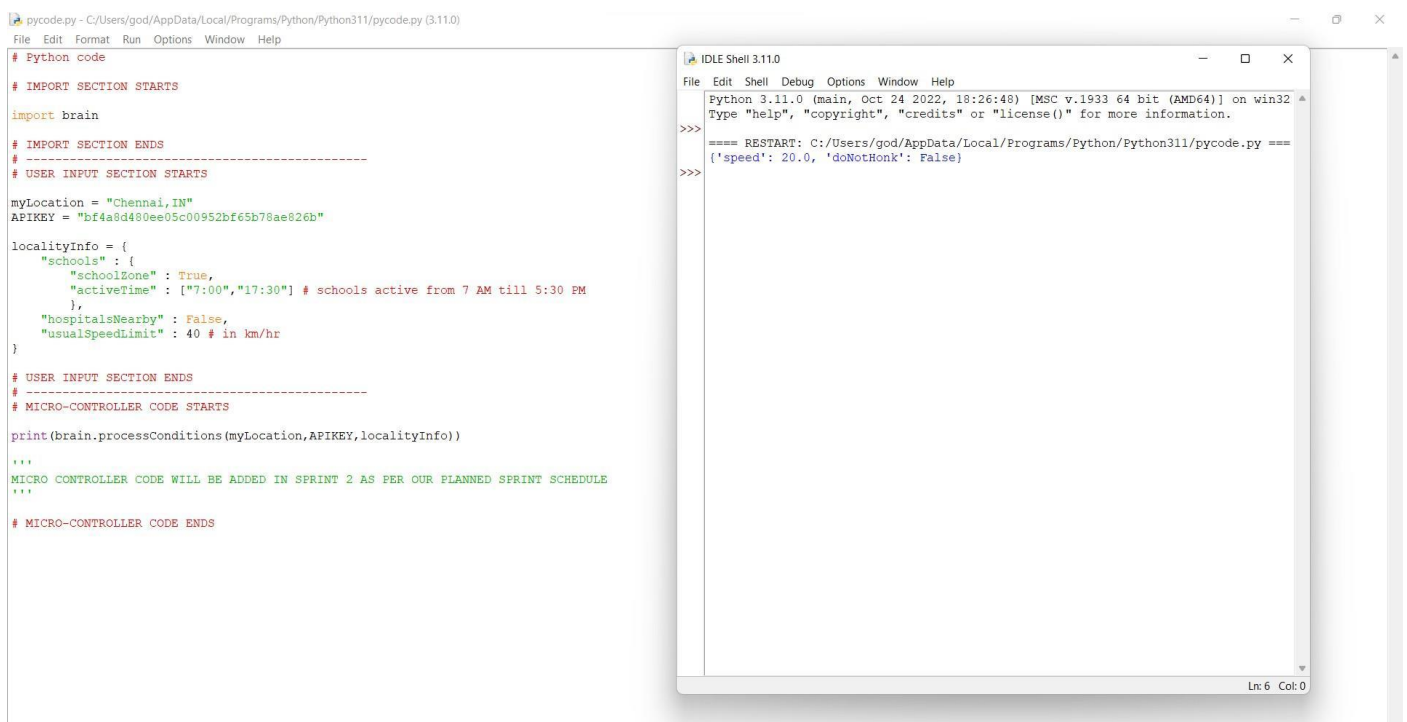 pycode.py - C:/Users/god/AppData/Local/Programs/Python/Python311/pycode.py (3.11.0)
File Edit Format Run Options Window Help
# Python code
# IMPORT SECTION STARTS
import brain
# IMPORT SECTION ENDS
# -----------------------------------------------
# USER INPUT SECTION STARTS
myLocation = "Chennai,IN"
APIKEY = "bf4a8d480ee05c00952bf65b78ae826b"
localityInfo = {
    "schools" : {
        "schoolZone" : True,
        "activeTime" : ["7:00","17:30"] # schools active from 7 AM till 5:30 PM
        },
    "hospitalsNearby" : False,
    "usualSpeedLimit" : 40 # in km/hr
}
# USER INPUT SECTION ENDS
# -----------------------------------------------
# MICRO-CONTROLLER CODE STARTS
print(brain.processConditions(myLocation,APIKEY,localityInfo))
'''
MICRO CONTROLLER CODE WILL BE ADDED IN SPRINT 2 AS PER OUR PLANNED SPRINT SCHEDULE
'''
# MICRO-CONTROLLER CODE ENDS
IDLE Shell 3.11.0
File Edit Shell Debug Options Window Help
Python 3.11.0 (main, Oct 24 2022, 18:26:48) [MSC v.1933 64 bit (AMD64)] on win32
Type "help", "copyright", "credits" or "license()" for more information.
>>>
==== RESTART: C:/Users/god/AppData/Local/Programs/Python/Python311/pycode.py ===
{'speed': 20.0, 'doNotHonk': False}
>>>
Ln: 6 Col: 0